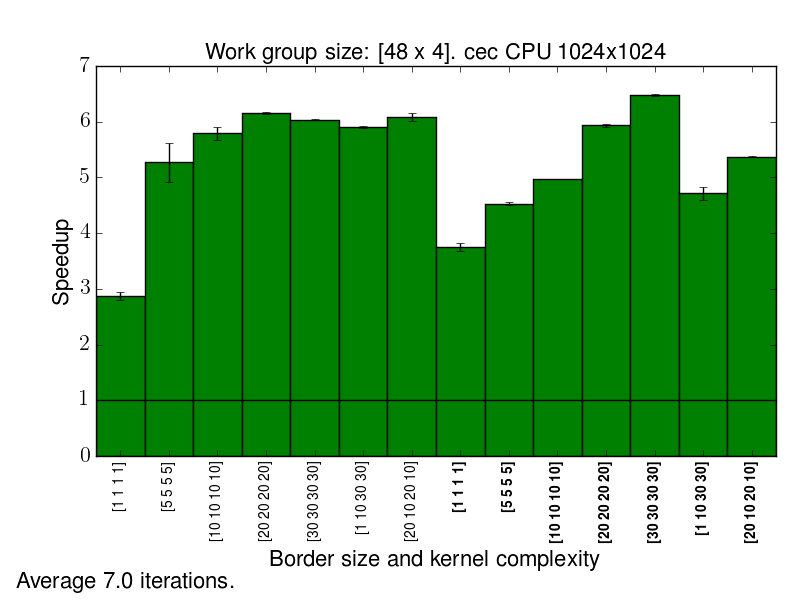 Work group size: [48 x 4]. cec CPU 1024x1024
7
6
5
4
3
2
1
0
Speedup
[1 1 1 1]
[5 5 5 5]
[10 10 10 10]
[20 20 20 20]
[30 30 30 30]
[1 10 30 30]
[20 10 20 10]
[1 1 1 1]
[5 5 5 5]
[10 10 10 10]
[20 20 20 20]
[30 30 30 30]
[1 10 30 30]
[20 10 20 10]
Border size and kernel complexity
Average 7.0 iterations.